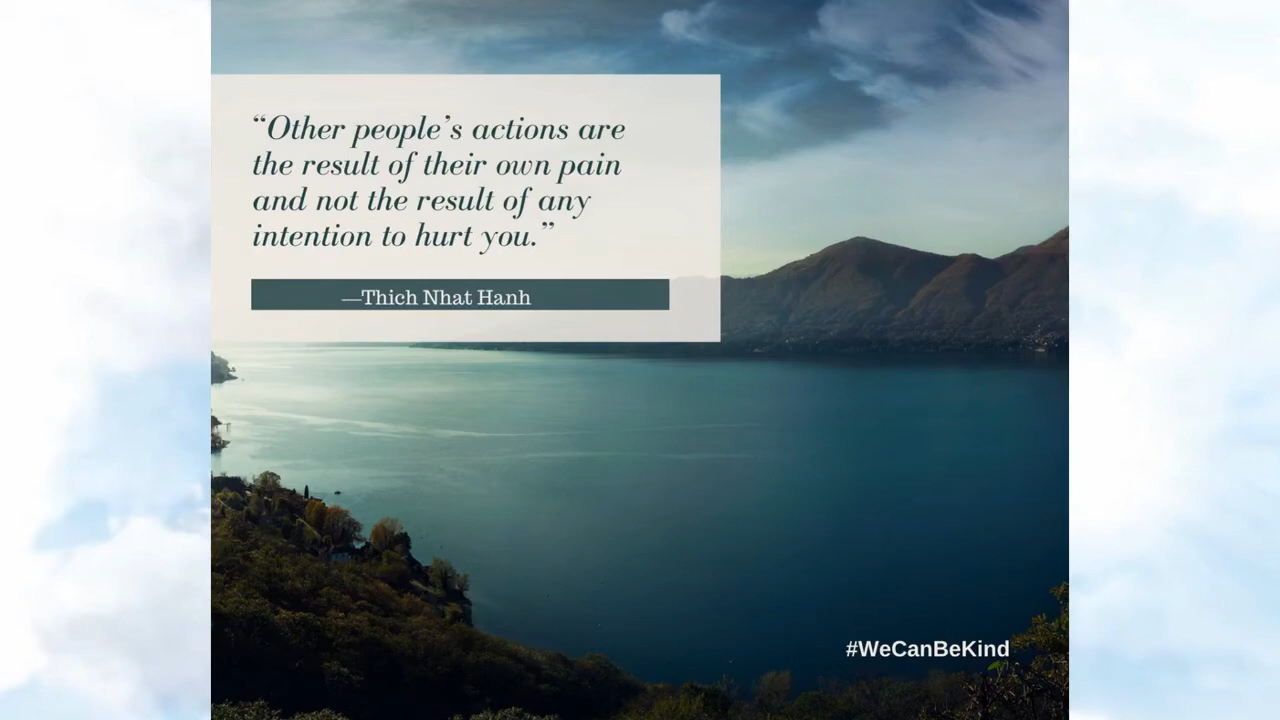 “Other people’s actions are
the result of their own pain
and not the result of any
intention to hurt you.”
—Thich Nhat Hanh
#WeCanBeKind